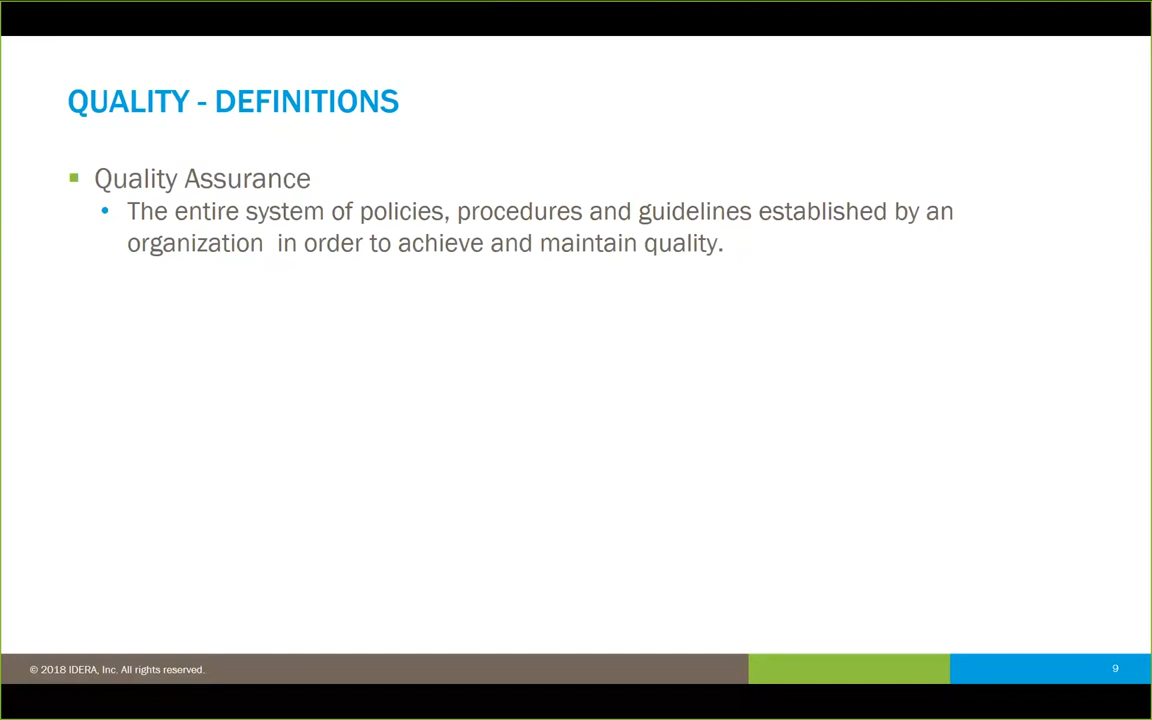 QUALITY - DEFINITIONS
▪ Quality Assurance
• The entire system of policies, procedures and guidelines established by an
organization  in order to achieve and maintain quality.
© 2018 IDERA, Inc. All rights reserved.
9